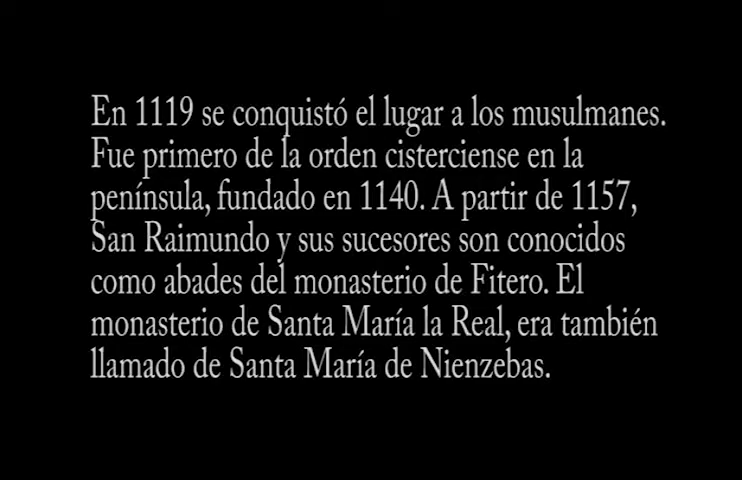 En 1119 se conquistó el lugar a los musulmanes.
Fue primero de la orden cisterciense en la
península, fundado en 1140. A partir de 1157,
San Raimundo y sus sucesores son conocidos
como abades del monasterio de Fitero. El
monasterio de Santa María la Real, era también
llamado de Santa María de Nienzebas.